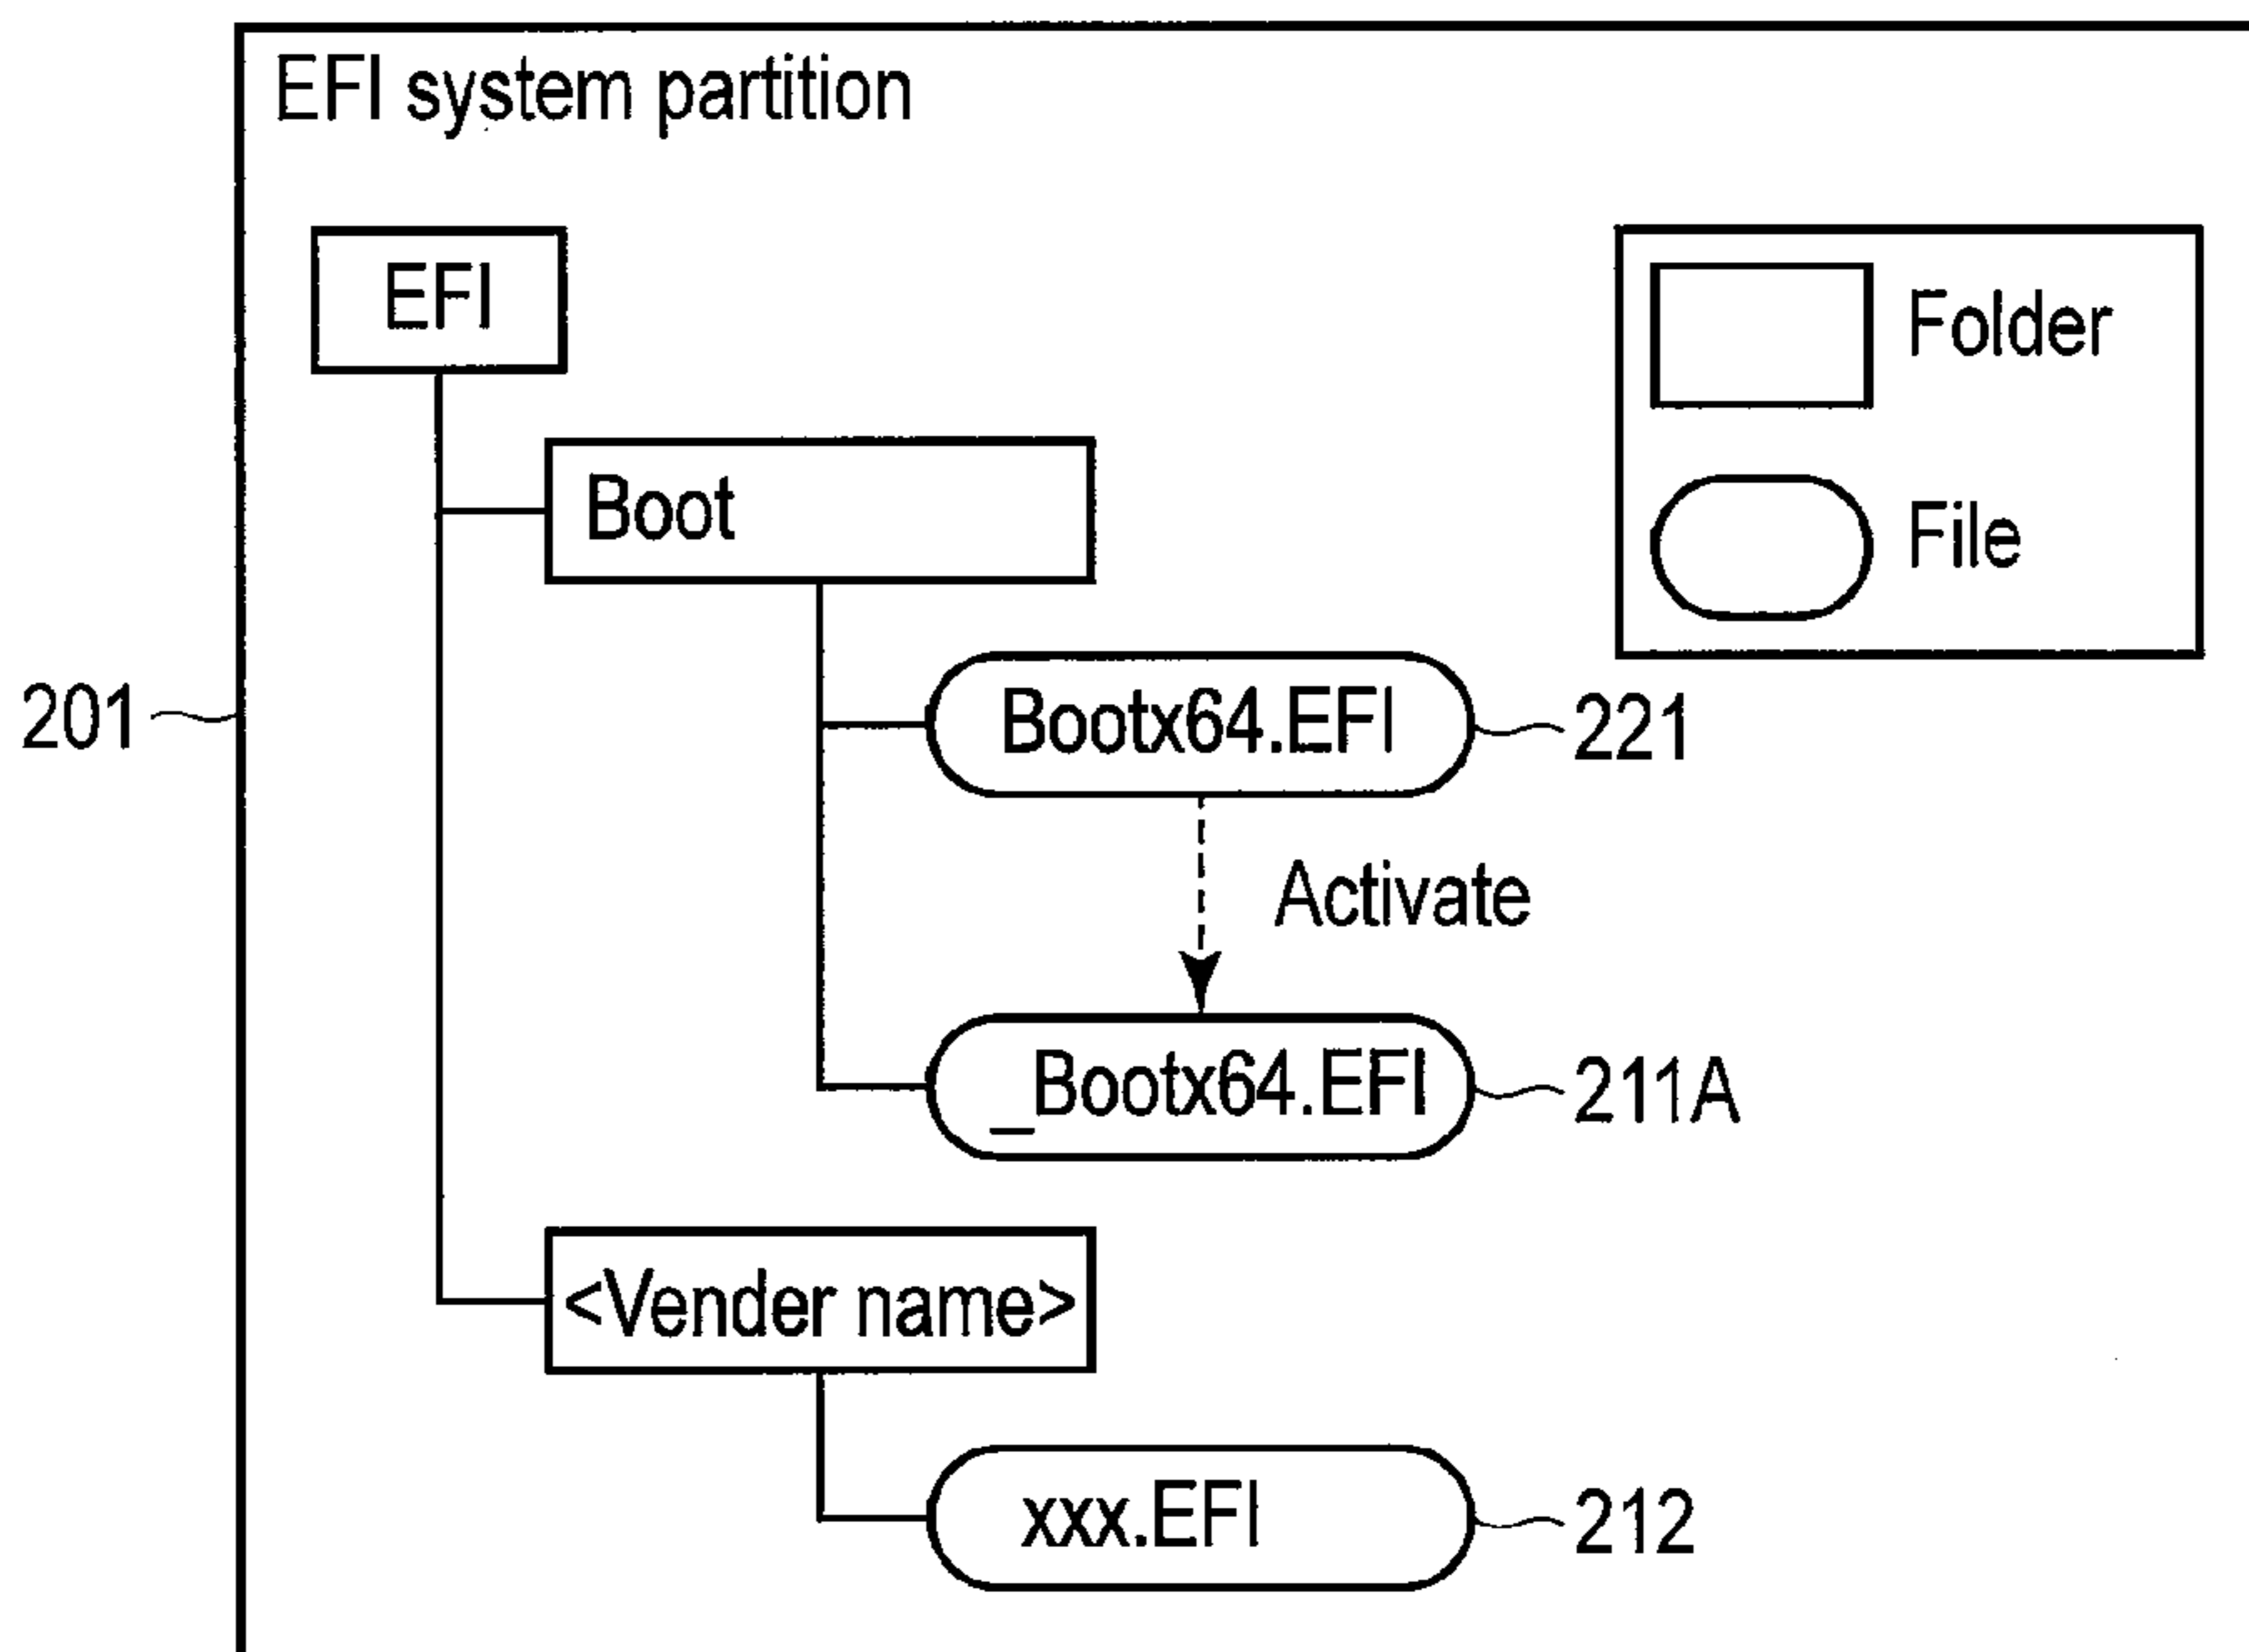 EFI system partition
EFI
Folder
Boot
File
201
Bootx64.EFI
221
Activate
_Bootx64.EFI
211A
<Vender name>
xxx.EFI
212